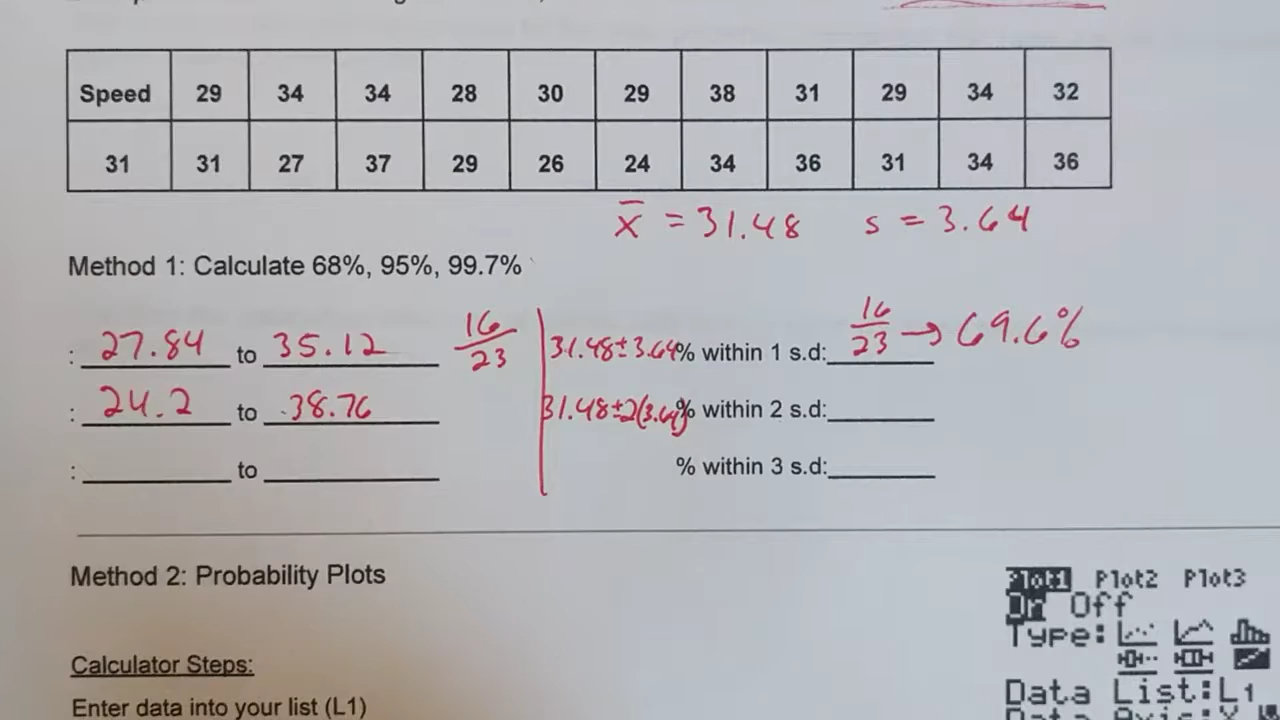 Speed 29 34 34 28 30 29 38 31 29 34 32
31 31 27 37 29 26 24 34 36 31 34 36
x̄ = 31.48 s = 3.64
Method 1: Calculate 68%, 95%, 99.7%
: 27.84 to 35.12 16/23 31.48±3.64 % within 1 s.d: 16/23 → 69.6%
: 24.2 to 38.76 31.48±2(3.64) % within 2 s.d:
: to % within 3 s.d:
Method 2: Probability Plots
Plot1 Plot2 Plot3
On Off
Type:
Calculator Steps:
Data List:L1
Enter data into your list (L1)